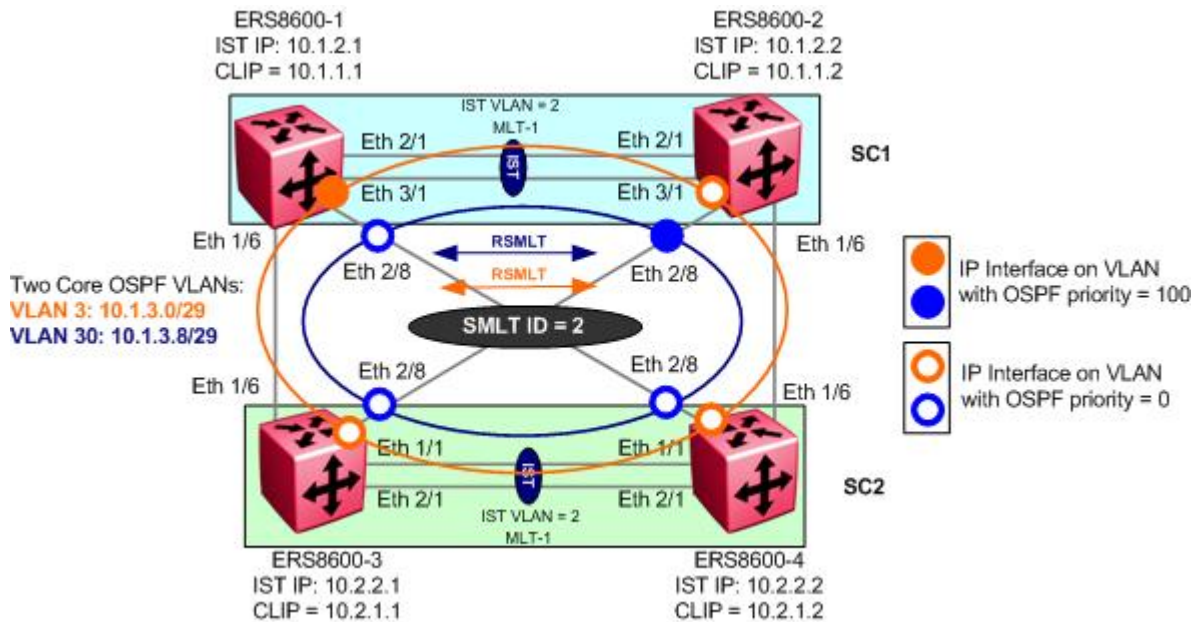 ERS8600-1
IST IP: 10.1.2.1
CLIP = 10.1.1.1
ERS8600-2
IST IP: 10.1.2.2
CLIP = 10.1.1.2
IST VLAN = 2
MLT-1
Eth 2/1
Eth 2/1
IST
SC1
Eth 3/1
Eth 3/1
Eth 1/6
Eth 1/6
RSMLT
Eth 2/8
Eth 2/8
RSMLT
Two Core OSPF VLANs:
VLAN 3: 10.1.3.0/29
VLAN 30: 10.1.3.8/29
SMLT ID = 2
IP Interface on VLAN
with OSPF priority = 100
IP Interface on VLAN
with OSPF priority = 0
Eth 2/8
Eth 2/8
Eth 1/6
Eth 1/6
Eth 1/1
Eth 1/1
IST
SC2
Eth 2/1
Eth 2/1
IST VLAN = 2
MLT-1
ERS8600-3
IST IP: 10.2.2.1
CLIP = 10.2.1.1
ERS8600-4
IST IP: 10.2.2.2
CLIP = 10.2.1.2